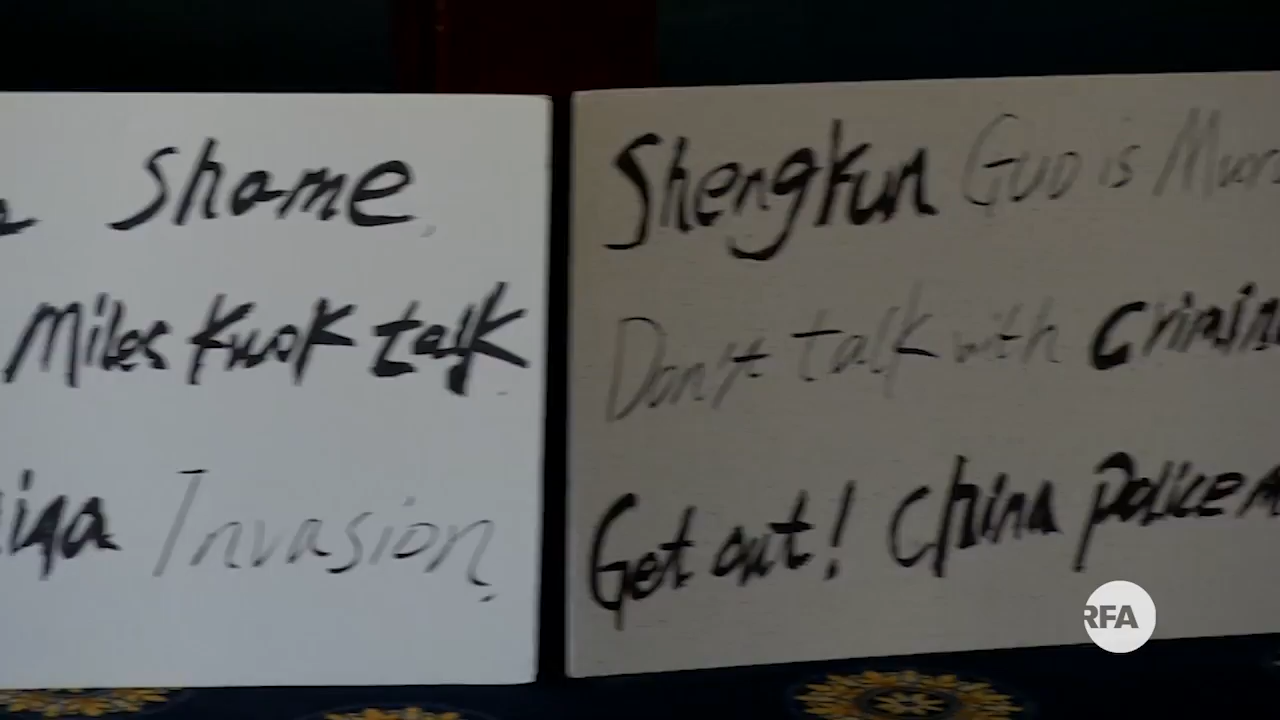 Shame.
Miles Kwok talk
Invasion.
Shengkun Guo is
Don't talk with
Get out! China police
RFA